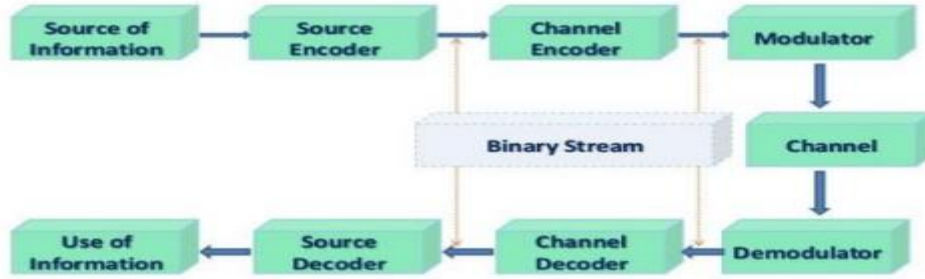 Source of
Information
Source
Encoder
Channel
Encoder
Modulator
Binary Stream
Channel
Use of
Information
Source
Decoder
Channel
Decoder
Demodulator